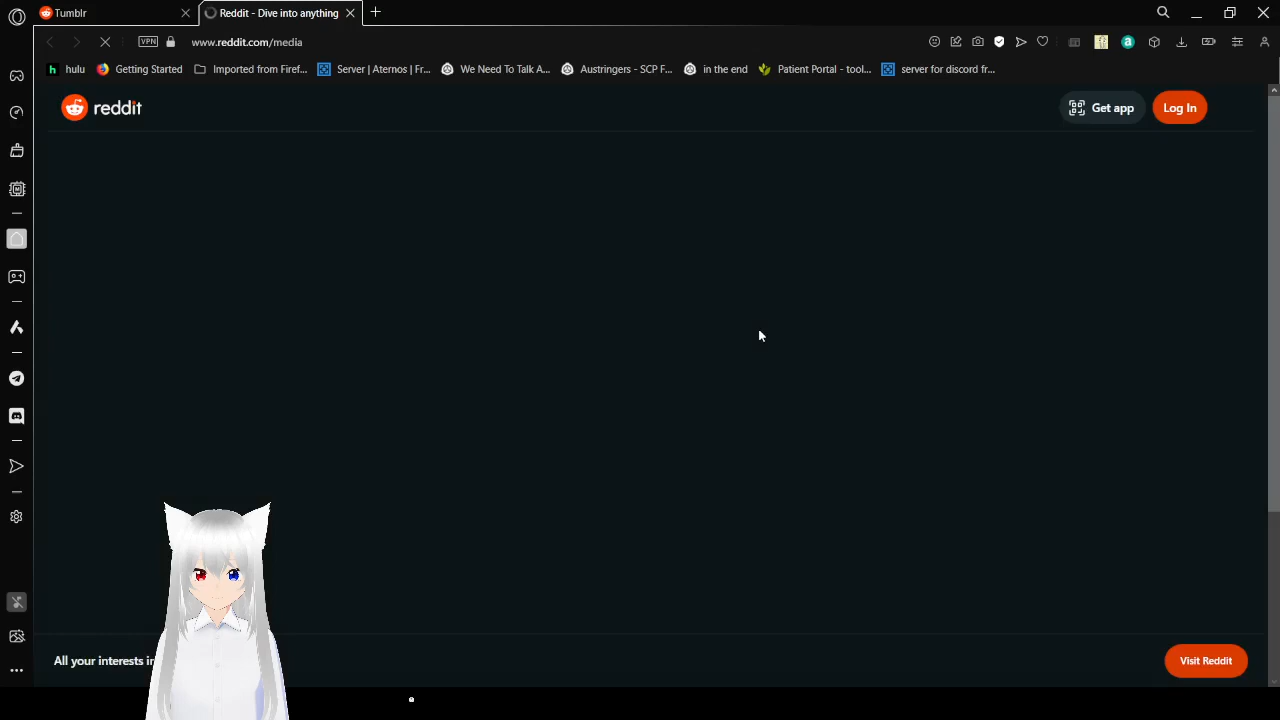 Tumblr
Reddit - Dive into anything
VPN
www.reddit.com/media
hulu
Getting Started
Imported from Firef...
Server | Aternos | Fr...
We Need To Talk A...
Austringers - SCP F...
in the end
Patient Portal - tool...
server for discord fr...
reddit
Get app
Log In
All your interests in
Visit Reddit